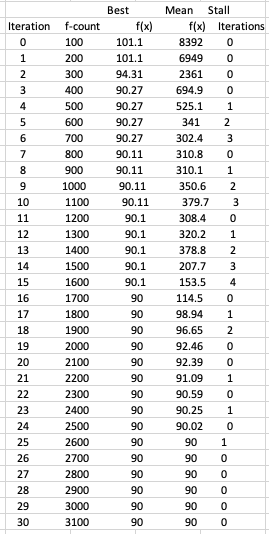 Best Mean Stall
Iteration f-count f(x) f(x) Iterations
0 100 101.1 8392 0
1 200 101.1 6949 0
2 300 94.31 2361 0
3 400 90.27 694.9 0
4 500 90.27 525.1 1
5 600 90.27 341 2
6 700 90.27 302.4 3
7 800 90.11 310.8 0
8 900 90.11 310.1 1
9 1000 90.11 350.6 2
10 1100 90.11 379.7 3
11 1200 90.1 308.4 0
12 1300 90.1 320.2 1
13 1400 90.1 378.8 2
14 1500 90.1 207.7 3
15 1600 90.1 153.5 4
16 1700 90 114.5 0
17 1800 90 98.94 1
18 1900 90 96.65 2
19 2000 90 92.46 0
20 2100 90 92.39 0
21 2200 90 91.09 1
22 2300 90 90.59 0
23 2400 90 90.25 1
24 2500 90 90.02 0
25 2600 90 90 1
26 2700 90 90 0
27 2800 90 90 0
28 2900 90 90 0
29 3000 90 90 0
30 3100 90 90 0